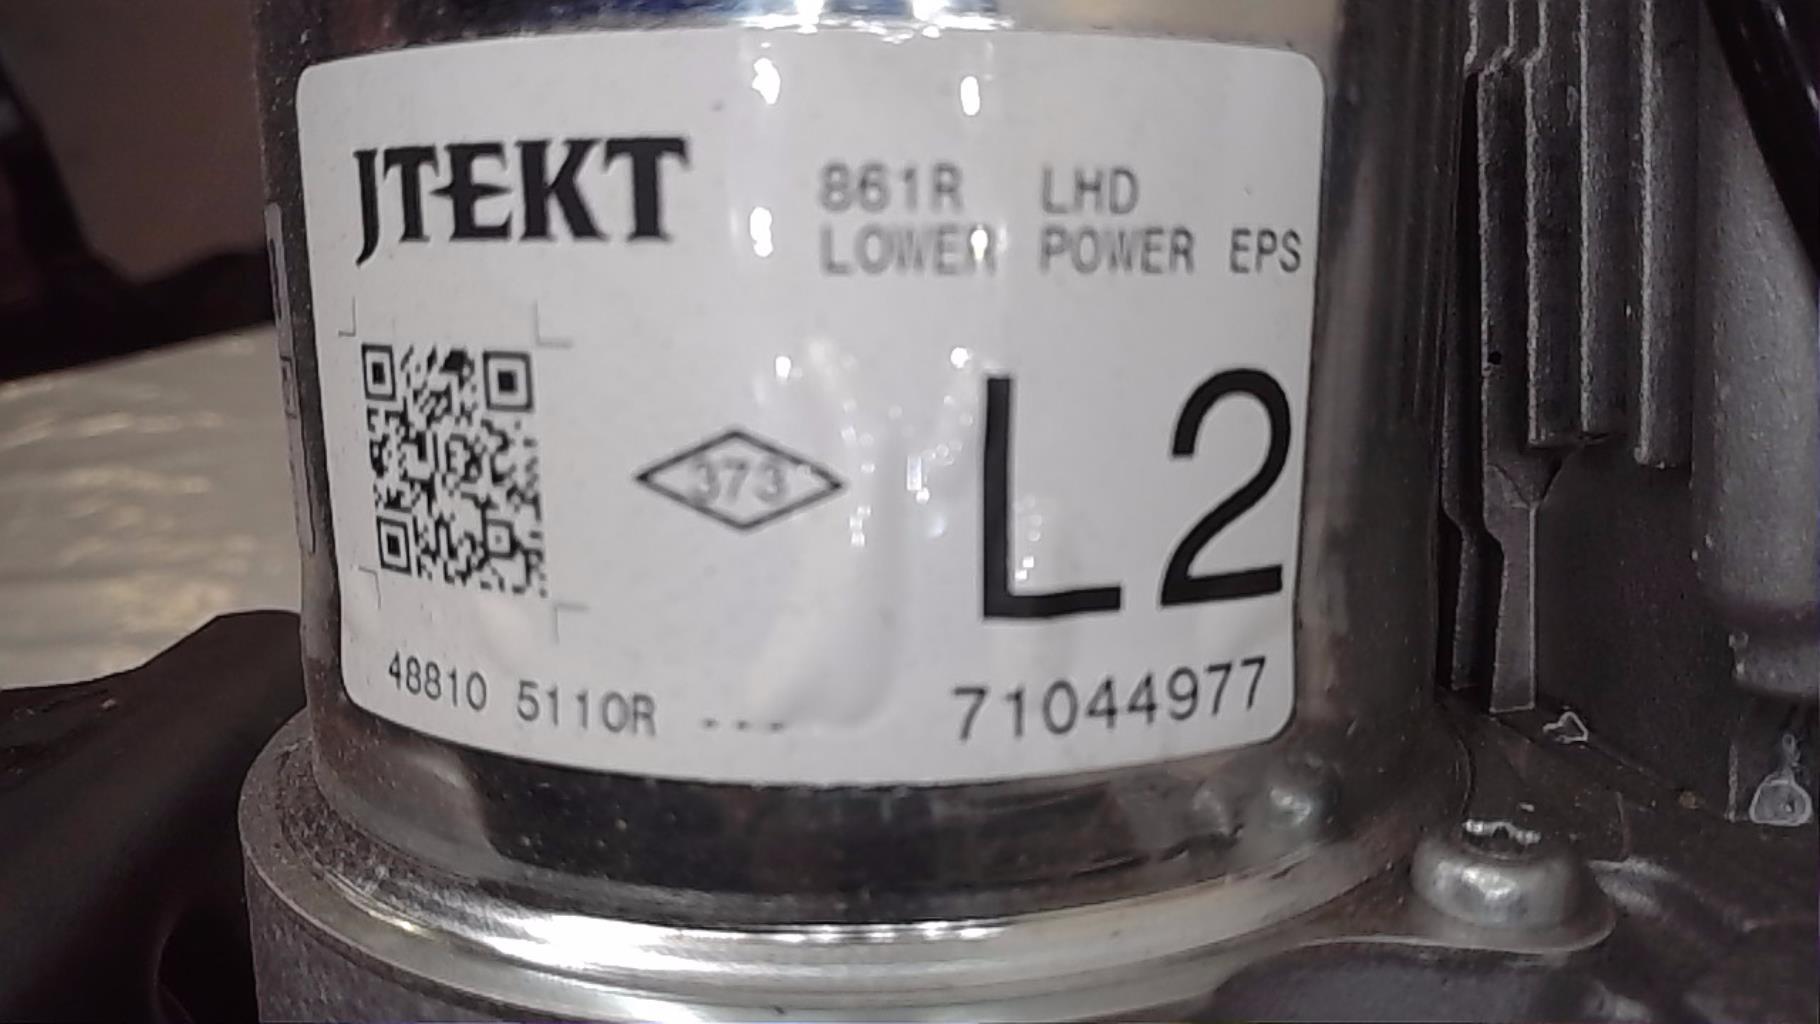 JTEKT
861R LHD
LOWER POWER EPS
373
L2
48810 5110R ---
71044977